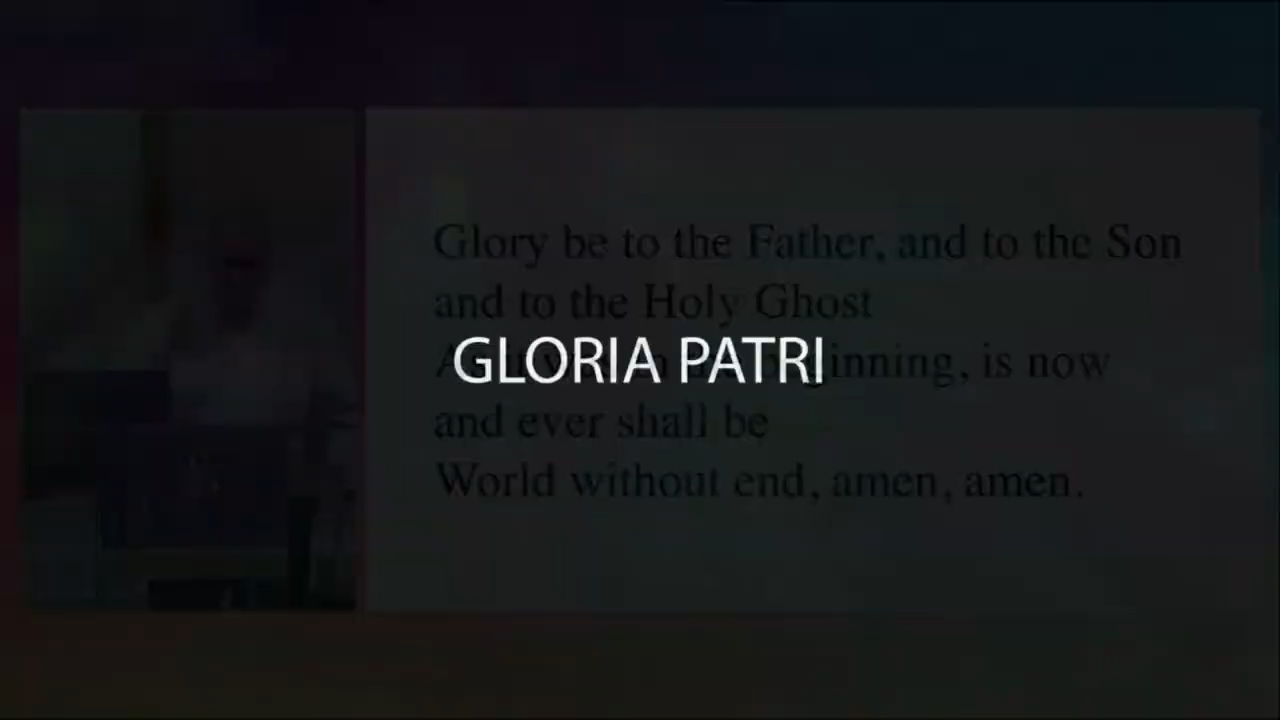 Glory be to the Father, and to the Son
and to the Holy Ghost
GLORIA PATRI
inning, is now
and ever shall be
World without end, amen, amen.